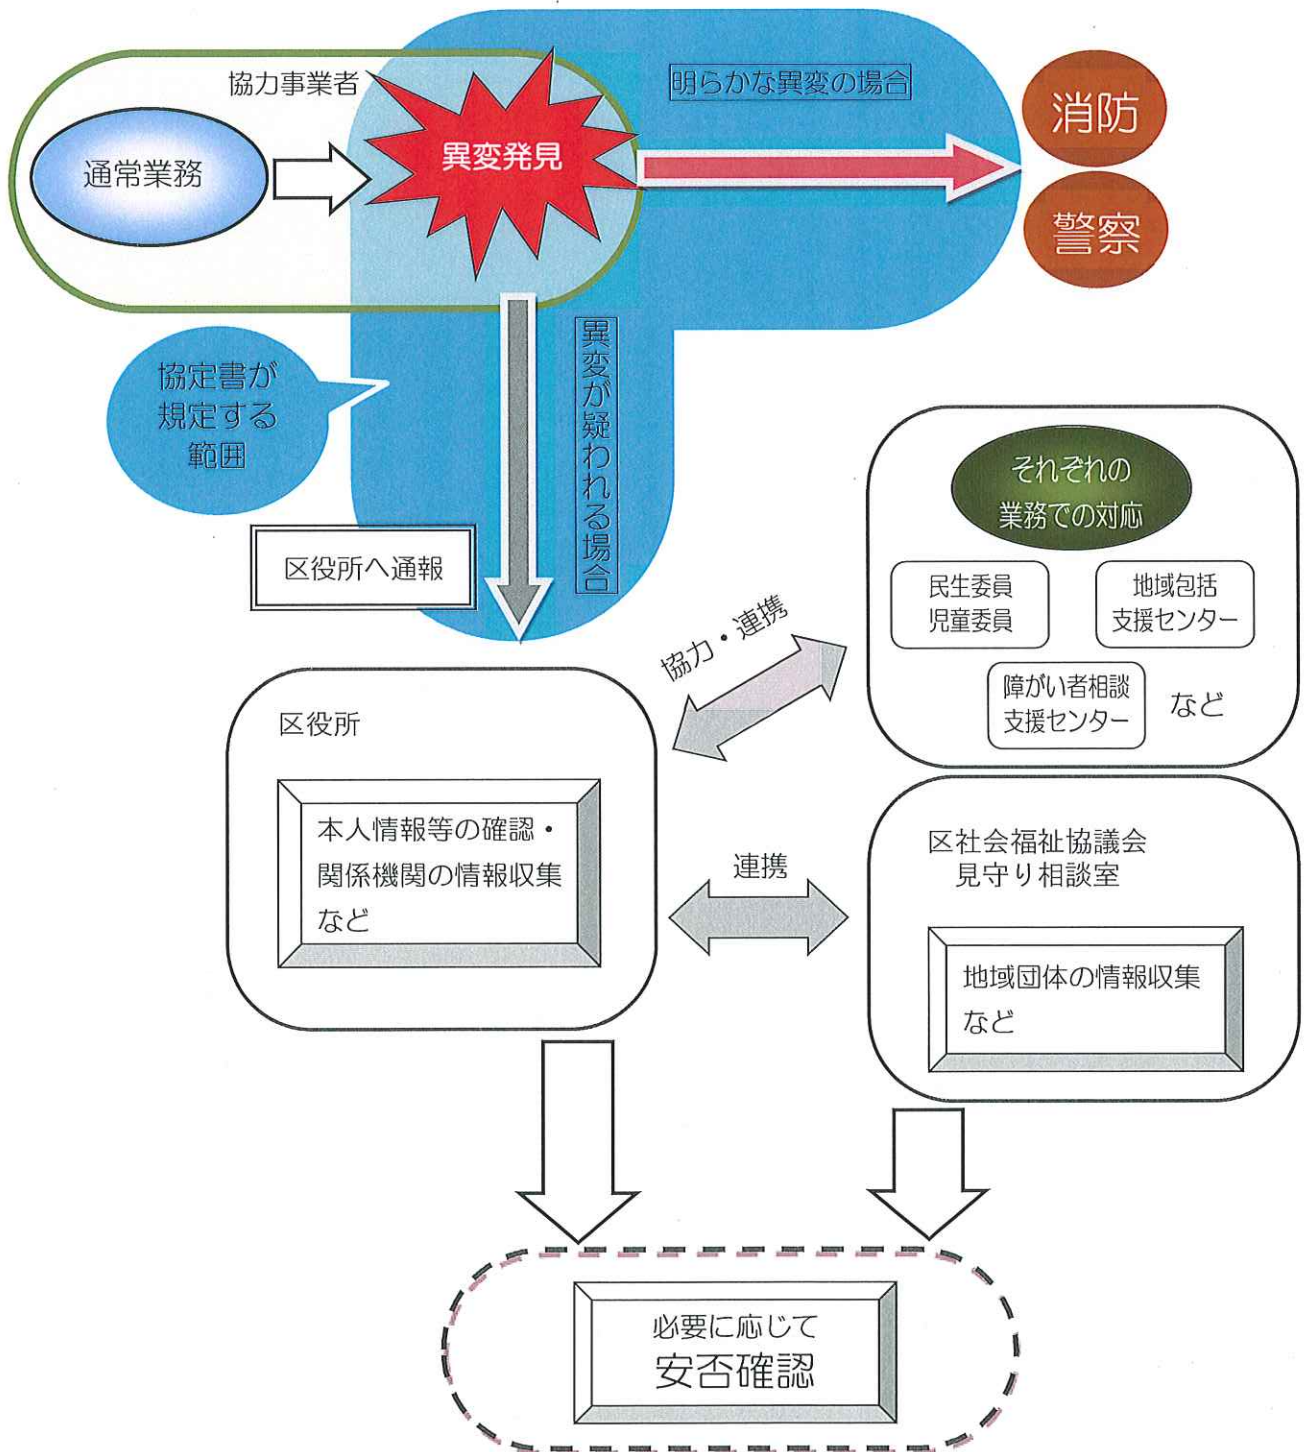 協力事業者
通常業務
異変発見
明らかな異変の場合
消防
警察
協定書が
規定する
範囲
異変が疑われる場合
区役所へ通報
それぞれの
業務での対応
民生委員
児童委員
地域包括
支援センター
障がい者相談
支援センター
など
協力・連携
区役所
本人情報等の確認・
関係機関の情報収集
など
連携
区社会福祉協議会
見守り相談室
地域団体の情報収集
など
必要に応じて
安否確認